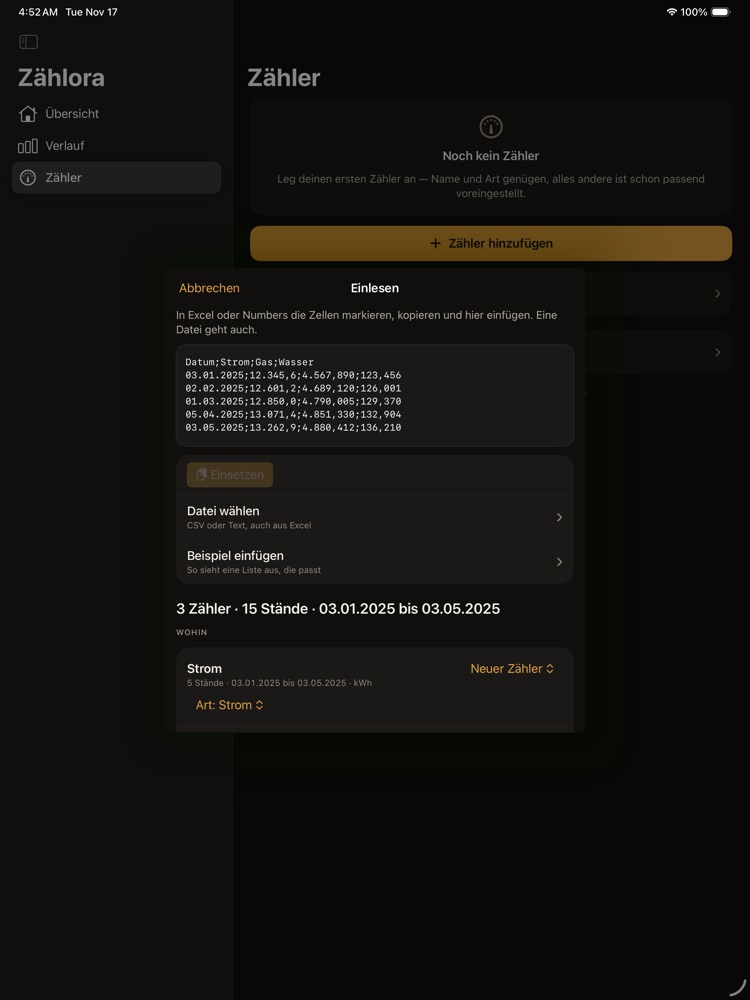 4:52 AM Tue Nov 17
100%
Zählora
Übersicht
Verlauf
Zähler
Zähler
Noch kein Zähler
Leg deinen ersten Zähler an — Name und Art genügen, alles andere ist schon passend
voreingestellt.
+ Zähler hinzufügen
Abbrechen
Einlesen
In Excel oder Numbers die Zellen markieren, kopieren und hier einfügen. Eine
Datei geht auch.
Datum;Strom;Gas;Wasser
03.01.2025;12.345,6;4.567,890;123,456
02.02.2025;12.601,2;4.689,120;126,001
01.03.2025;12.850,0;4.790,005;129,370
05.04.2025;13.071,4;4.851,330;132,904
03.05.2025;13.262,9;4.880,412;136,210
Einsetzen
Datei wählen
CSV oder Text, auch aus Excel
Beispiel einfügen
So sieht eine Liste aus, die passt
3 Zähler · 15 Stände · 03.01.2025 bis 03.05.2025
WOHIN
Strom
Neuer Zähler
5 Stände · 03.01.2025 bis 03.05.2025 · kWh
Art: Strom